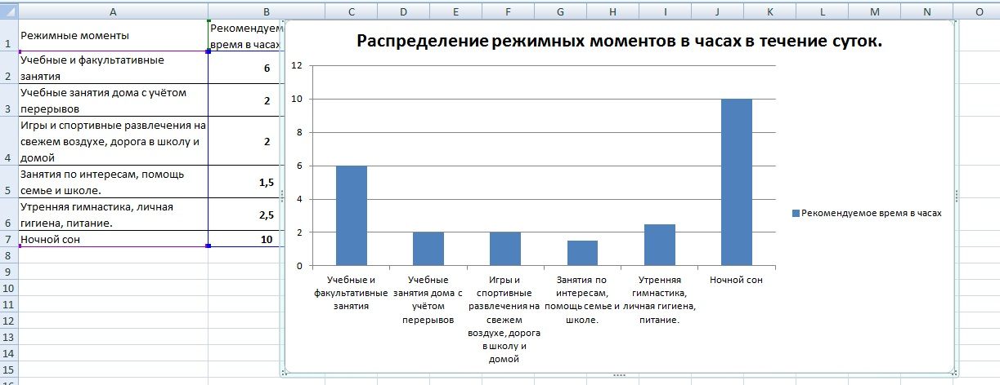 A B C D E F G H I J K L M N O
1 Режимные моменты
Рекомендуем
время в часах
2 Учебные и факультативные
занятия
6
3 Учебные занятия дома с учётом
перерывов
2
4 Игры и спортивные развлечения на
свежем воздухе, дорога в школу и
домой
2
5 Занятия по интересам, помощь
семье и школе.
1,5
6 Утренняя гимнастика, личная
гигиена, питание.
2,5
7 Ночной сон 10
8
9
10
11
12
13
14
15
Распределение режимных моментов в часах в течение суток.
12
10
8
6
4
2
0
Учебные и
факультативные
занятия
Учебные
занятия дома с
учётом
перерывов
Игры и
спортивные
развлечения на
свежем
воздухе, дорога
в школу и
домой
Занятия по
интересам,
помощь семье и
школе.
Утренняя
гимнастика,
личная гигиена,
питание.
Ночной сон
Рекомендуемое время в часах